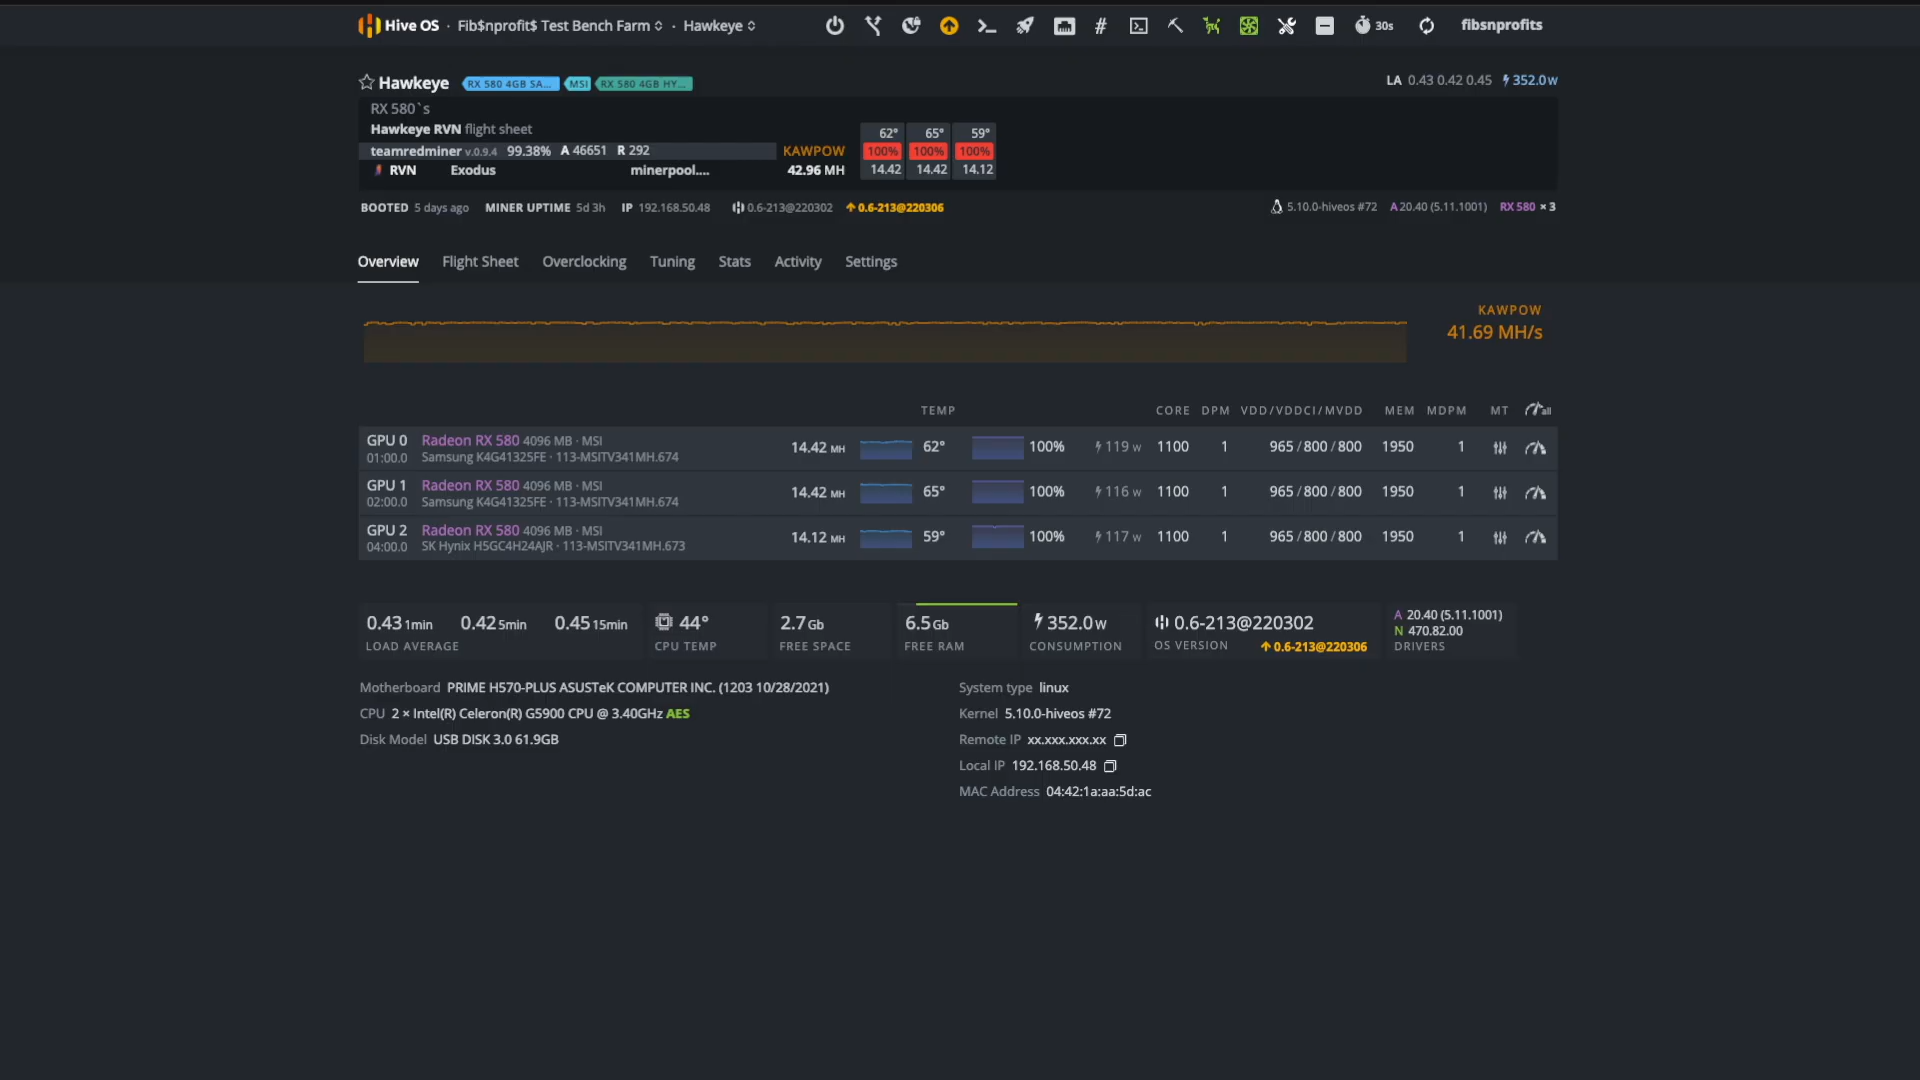 Hive OS · Fib$nprofit$ Test Bench Farm · Hawkeye 30s fibsnprofits
Hawkeye RX 580 4GB SA... MSI RX 580 4GB HY... LA 0.43 0.42 0.45 352.0 W
RX 580`s
Hawkeye RVN flight sheet
62° 65° 59°
teamredminer v.0.9.4 99.38% A 46651 R 292 KAWPOW 100% 100% 100%
RVN Exodus minerpool.... 42.96 MH 14.42 14.42 14.12
BOOTED 5 days ago MINER UPTIME 5d 3h IP 192.168.50.48 0.6-213@220302 0.6-213@220306 5.10.0-hiveos #72 A 20.40 (5.11.1001) RX 580 × 3
Overview Flight Sheet Overclocking Tuning Stats Activity Settings
KAWPOW
41.69 MH/s
TEMP CORE DPM VDD/VDDCI/MVDD MEM MDPM MT all
GPU 0 Radeon RX 580 4096 MB · MSI 14.42 MH 62° 100% 119 W 1100 1 965 / 800 / 800 1950 1
01:00.0 Samsung K4G41325FE · 113-MSITV341MH.674
GPU 1 Radeon RX 580 4096 MB · MSI 14.42 MH 65° 100% 116 W 1100 1 965 / 800 / 800 1950 1
02:00.0 Samsung K4G41325FE · 113-MSITV341MH.674
GPU 2 Radeon RX 580 4096 MB · MSI 14.12 MH 59° 100% 117 W 1100 1 965 / 800 / 800 1950 1
04:00.0 SK Hynix H5GC4H24AJR · 113-MSITV341MH.673
0.43 1min 0.42 5min 0.45 15min 44° 2.7 Gb 6.5 Gb 352.0 W 0.6-213@220302 A 20.40 (5.11.1001)
N 470.82.00
LOAD AVERAGE CPU TEMP FREE SPACE FREE RAM CONSUMPTION OS VERSION 0.6-213@220306 DRIVERS
Motherboard PRIME H570-PLUS ASUSTeK COMPUTER INC. (1203 10/28/2021)
CPU 2 × Intel(R) Celeron(R) G5900 CPU @ 3.40GHz AES
Disk Model USB DISK 3.0 61.9GB
System type linux
Kernel 5.10.0-hiveos #72
Remote IP xx.xxx.xxx.xx
Local IP 192.168.50.48
MAC Address 04:42:1a:aa:5d:ac